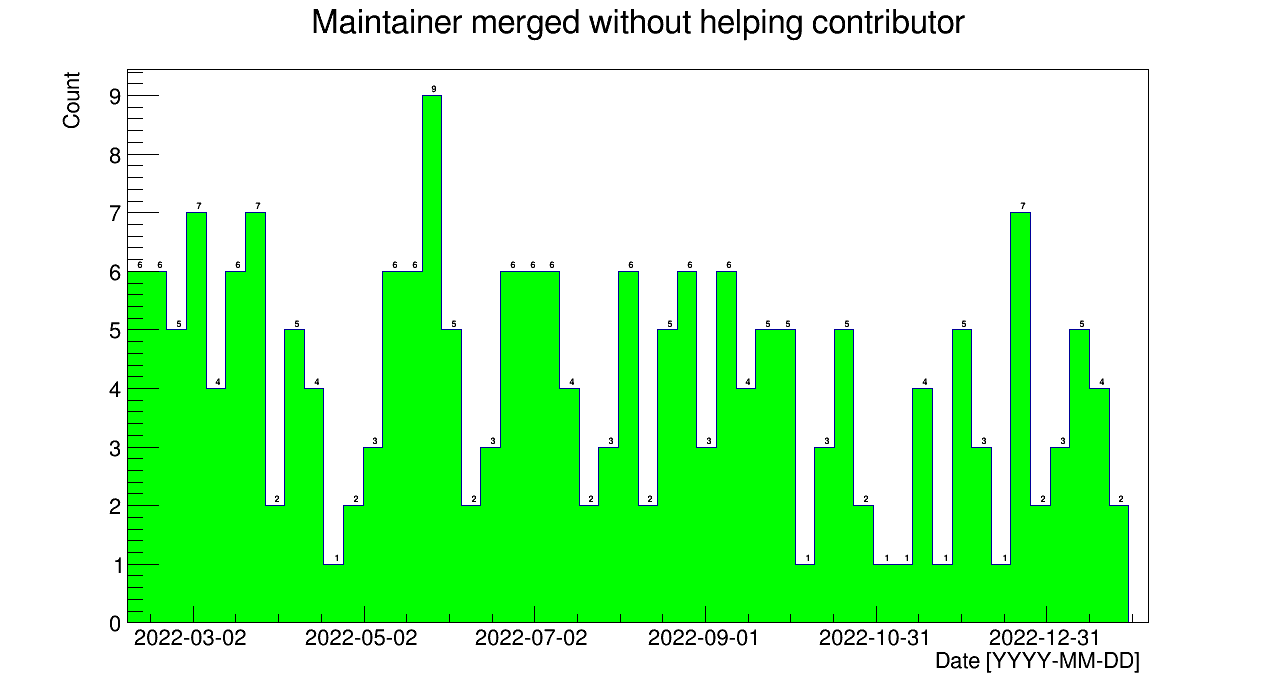 Maintainer merged without helping contributor
Count
9
8
7
6
5
4
3
2
1
0
6 6 5 7 4 6 7 2 5 4 1 2 3 6 6 9 5 2 3 6 6 6 4 2 3 6 2 5 6 3 6 4 5 5 1 3 5 2 1 1 4 1 5 3 1 7 2 3 5 4 2
2022-03-02 2022-05-02 2022-07-02 2022-09-01 2022-10-31 2022-12-31
Date [YYYY-MM-DD]